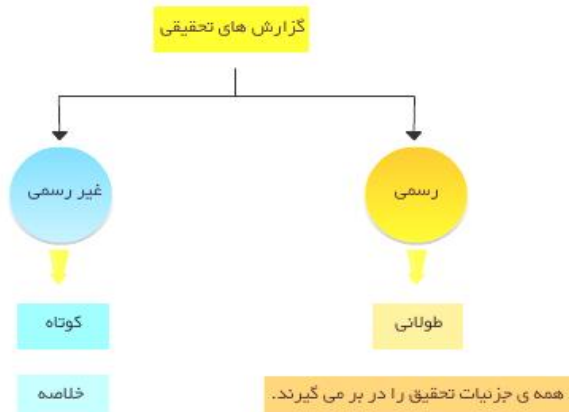 گزارش های تحقیقی
رسمی
غیر رسمی
طولانی
کوتاه
همه ی جزئیات تحقیق را در بر می گیرند.
خلاصه